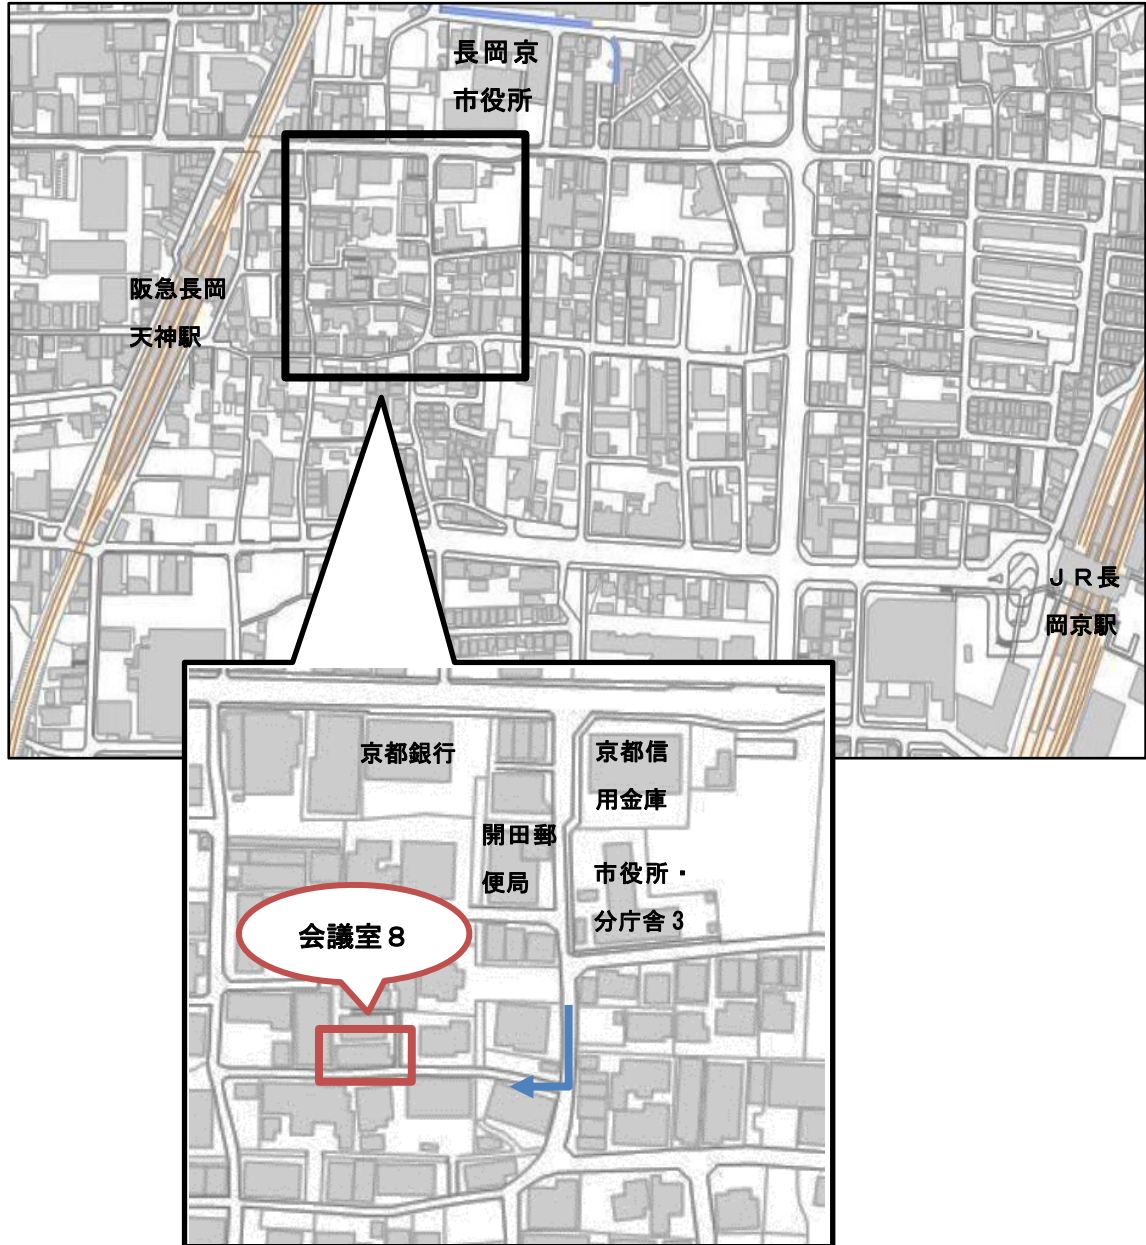 長岡京
市役所
阪急長岡
天神駅
ＪＲ長
岡京駅
京都銀行
京都信
用金庫
開田郵
便局
市役所・
分庁舎３
会議室８